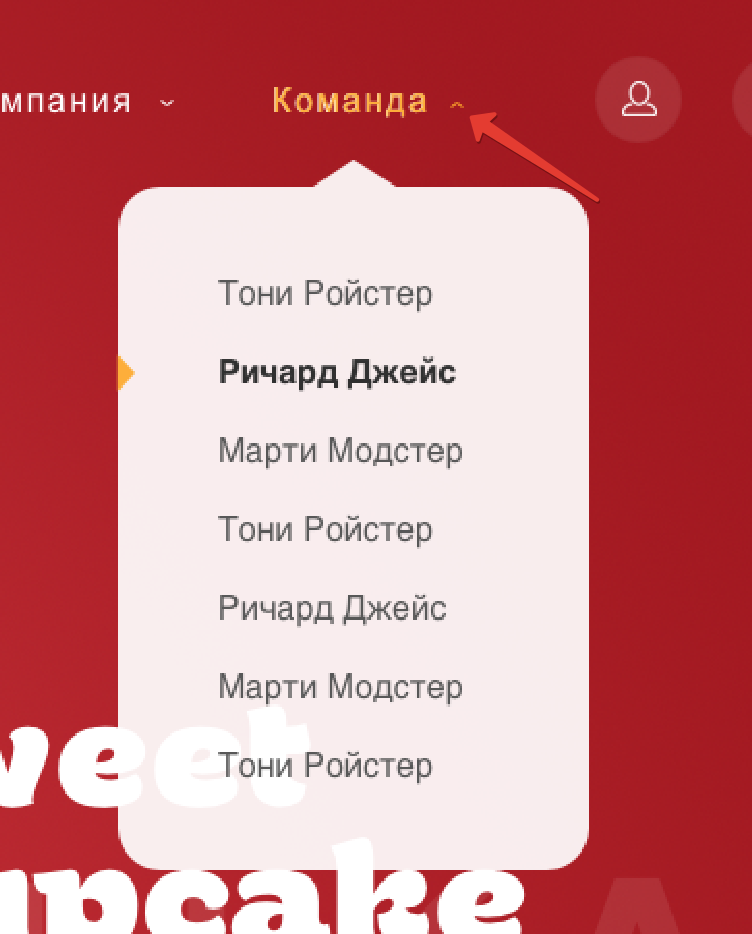 мпания
Команда
Тони Ройстер
Ричард Джейс
Марти Модстер
Тони Ройстер
Ричард Джейс
Марти Модстер
Тони Ройстер
weet
upcake